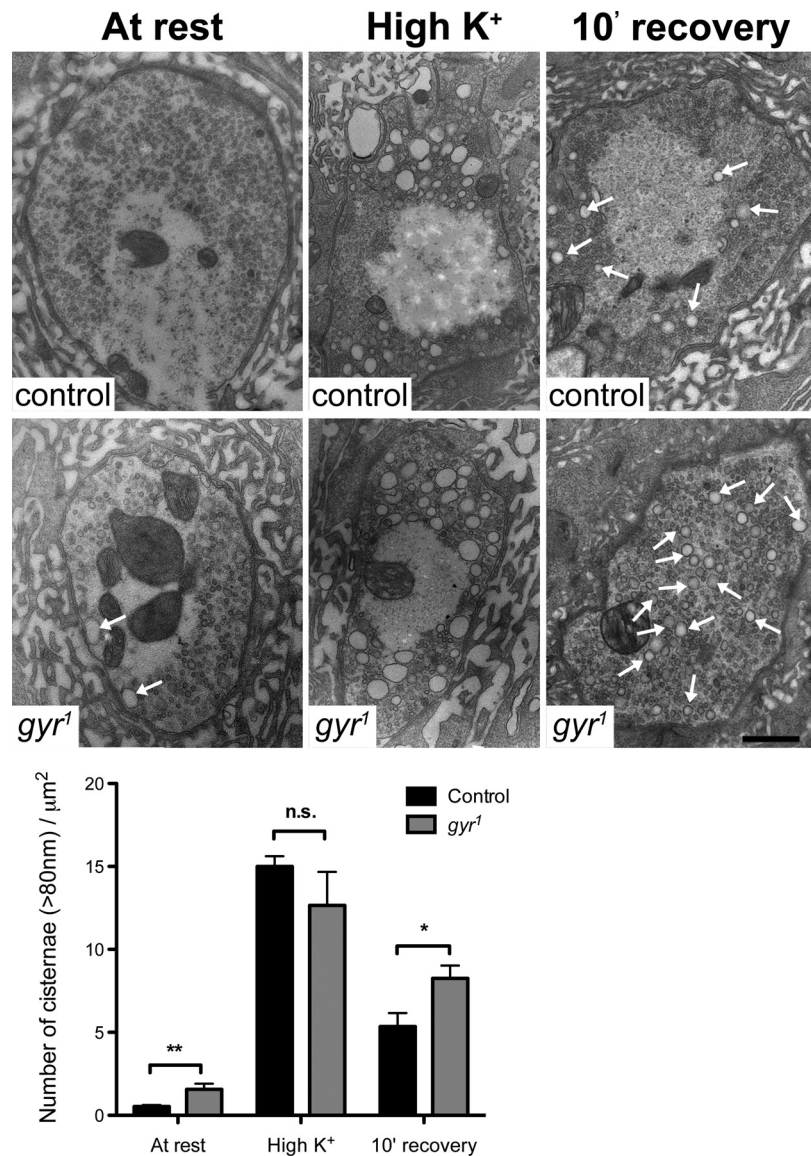 At rest High K⁺ 10’ recovery
control control control
gyr¹ gyr¹ gyr¹
Number of cisternae (>80nm) / μm²
20
15
10
5
0
n.s.
**
*
Control
gyr¹
At rest High K⁺ 10' recovery